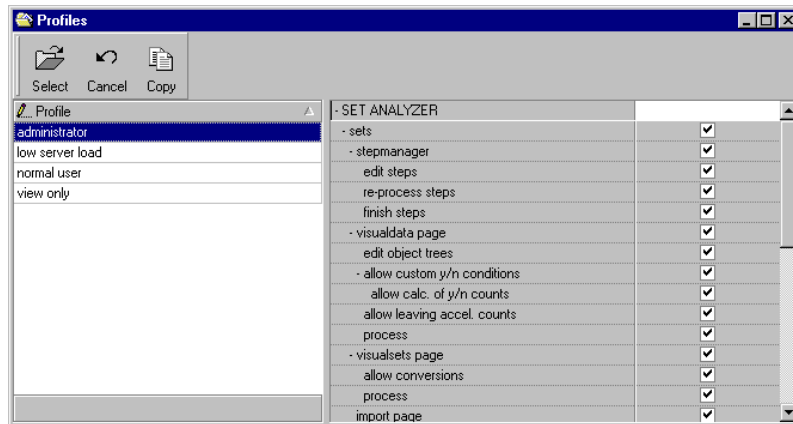 Profiles
Select Cancel Copy
Profile
administrator
low server load
normal user
view only
- SET ANALYZER
- sets
- stepmanager
edit steps
re-process steps
finish steps
- visualdata page
edit object trees
- allow custom y/n conditions
allow calc. of y/n counts
allow leaving accel. counts
process
- visualsets page
allow conversions
process
import page